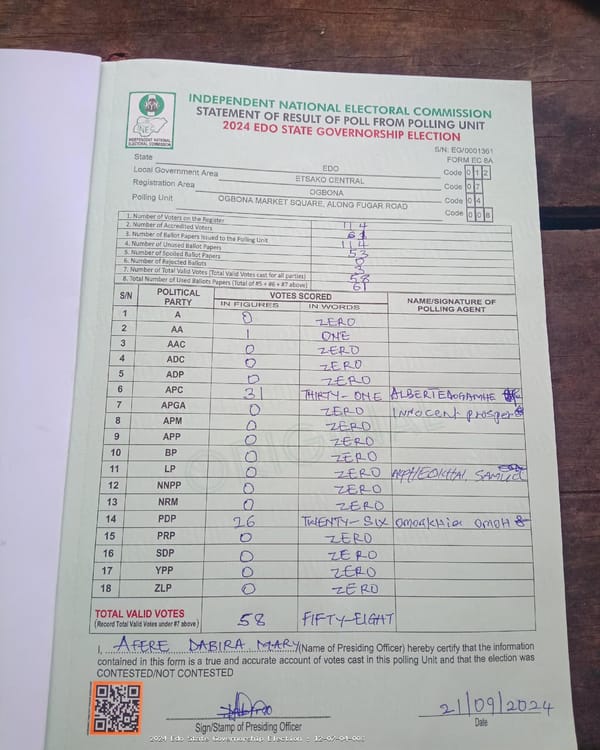 INDEPENDENT NATIONAL ELECTORAL COMMISSION
STATEMENT OF RESULT OF POLL FROM POLLING UNIT
2024 EDO STATE GOVERNORSHIP ELECTION
INDEPENDENT NATIONAL ELECTORAL COMMISSION
S/N: EG/0001361
FORM EC 8A
State EDO Code 0 1 2
Local Government Area ETSAKO CENTRAL Code 0 7
Registration Area OGBONA Code 0 4
Polling Unit OGBONA MARKET SQUARE, ALONG FUGAR ROAD Code 0 0 8
1. Number of Voters on the Register 114
2. Number of Accredited Voters 61
3. Number of Ballot Papers Issued to the Polling Unit 114
4. Number of Unused Ballot Papers 53
5. Number of Spoiled Ballot Papers 0
6. Number of Rejected Ballots 3
7. Number of Total Valid Votes (Total Valid Votes cast for all parties) 58
8. Total Number of Used Ballots Papers (Total of #5 + #6 + #7 above) 61
S/N POLITICAL PARTY VOTES SCORED NAME/SIGNATURE OF POLLING AGENT
IN FIGURES IN WORDS
1 A 0 ZERO
2 AA 1 ONE
3 AAC 0 ZERO
4 ADC 0 ZERO
5 ADP 0 ZERO
6 APC 31 THIRTY-ONE
7 APGA 0 ZERO Innocent prosper
8 APM 0 ZERO
9 APP 0 ZERO
10 BP 0 ZERO
11 LP 0 ZERO
12 NNPP 0 ZERO
13 NRM 0 ZERO
14 PDP 26 TWENTY-SIX OMOH
15 PRP 0 ZERO
16 SDP 0 ZERO
17 YPP 0 ZERO
18 ZLP 0 ZERO
TOTAL VALID VOTES 58 FIFTY-EIGHT
(Record Total Valid Votes under #7 above)
I, AFERE DABIRA MARY (Name of Presiding Officer) hereby certify that the information
contained in this form is a true and accurate account of votes cast in this polling Unit and that the election was
CONTESTED/NOT CONTESTED
21/09/2024
Sign/Stamp of Presiding Officer Date
2024 Edo State Governorship Election - 12-07-04-008